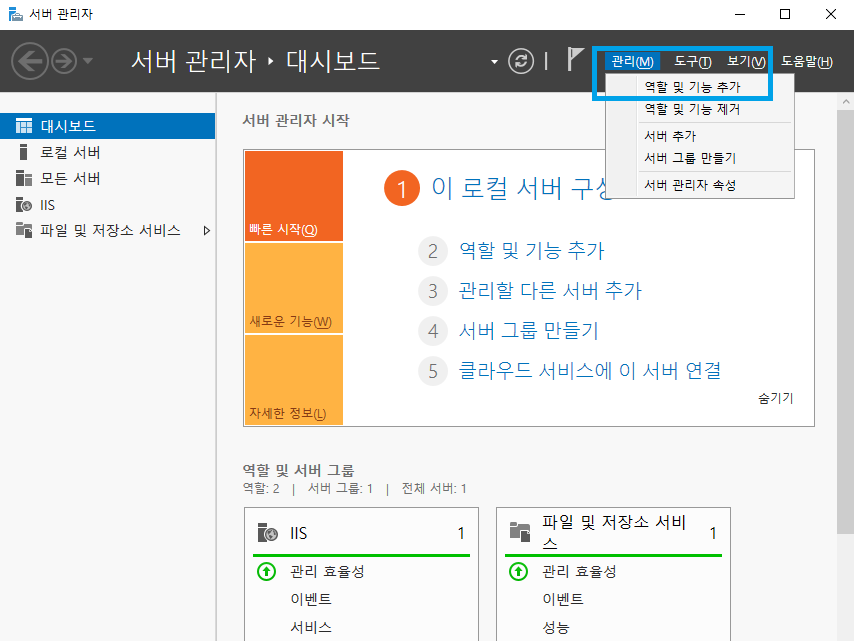 서버 관리자
서버 관리자 · 대시보드
관리(M) 도구(T) 보기(V) 도움말(H)
역할 및 기능 추가
역할 및 기능 제거
서버 추가
서버 그룹 만들기
서버 관리자 속성
대시보드
로컬 서버
모든 서버
IIS
파일 및 저장소 서비스
서버 관리자 시작
빠른 시작(Q)
새로운 기능(W)
자세한 정보(L)
1 이 로컬 서버 구성
2 역할 및 기능 추가
3 관리할 다른 서버 추가
4 서버 그룹 만들기
5 클라우드 서비스에 이 서버 연결
숨기기
역할 및 서버 그룹
역할: 2 | 서버 그룹: 1 | 전체 서버: 1
IIS 1
관리 효율성
이벤트
서비스
파일 및 저장소 서비
스 1
관리 효율성
이벤트
성능